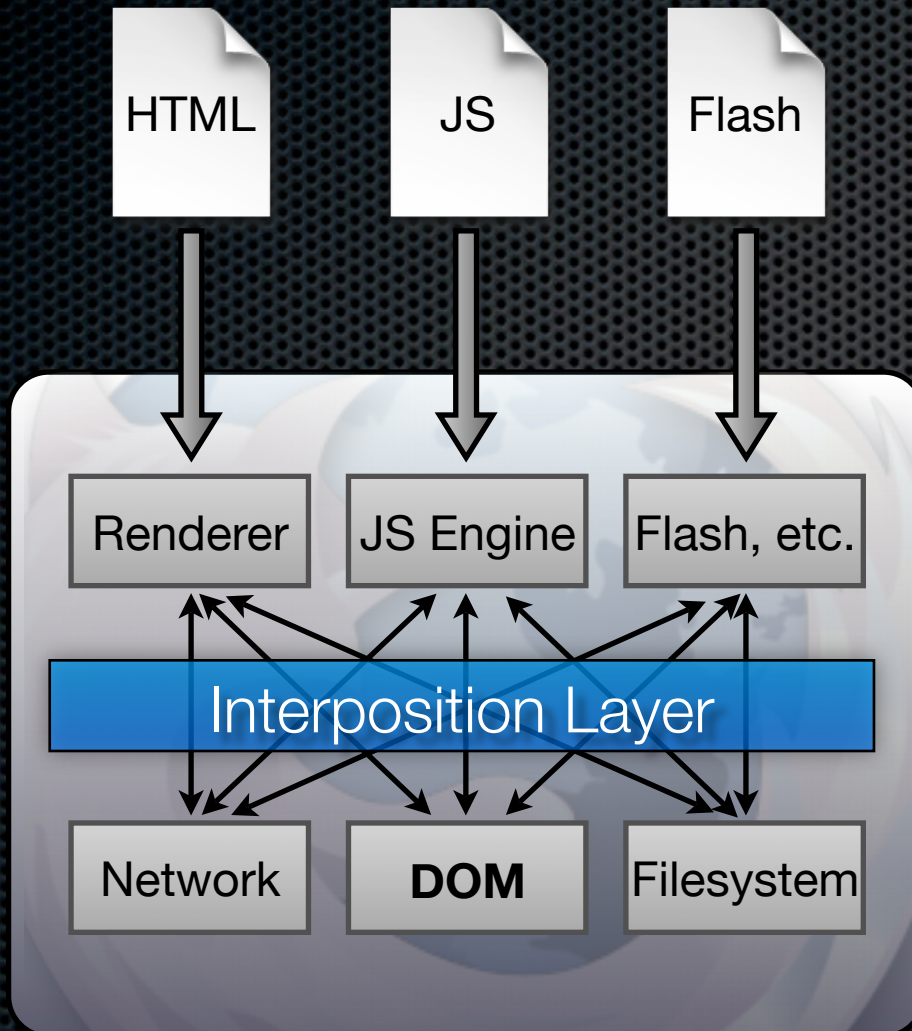 HTML
JS
Flash
Renderer
JS Engine
Flash, etc.
Interposition Layer
Network
DOM
Filesystem